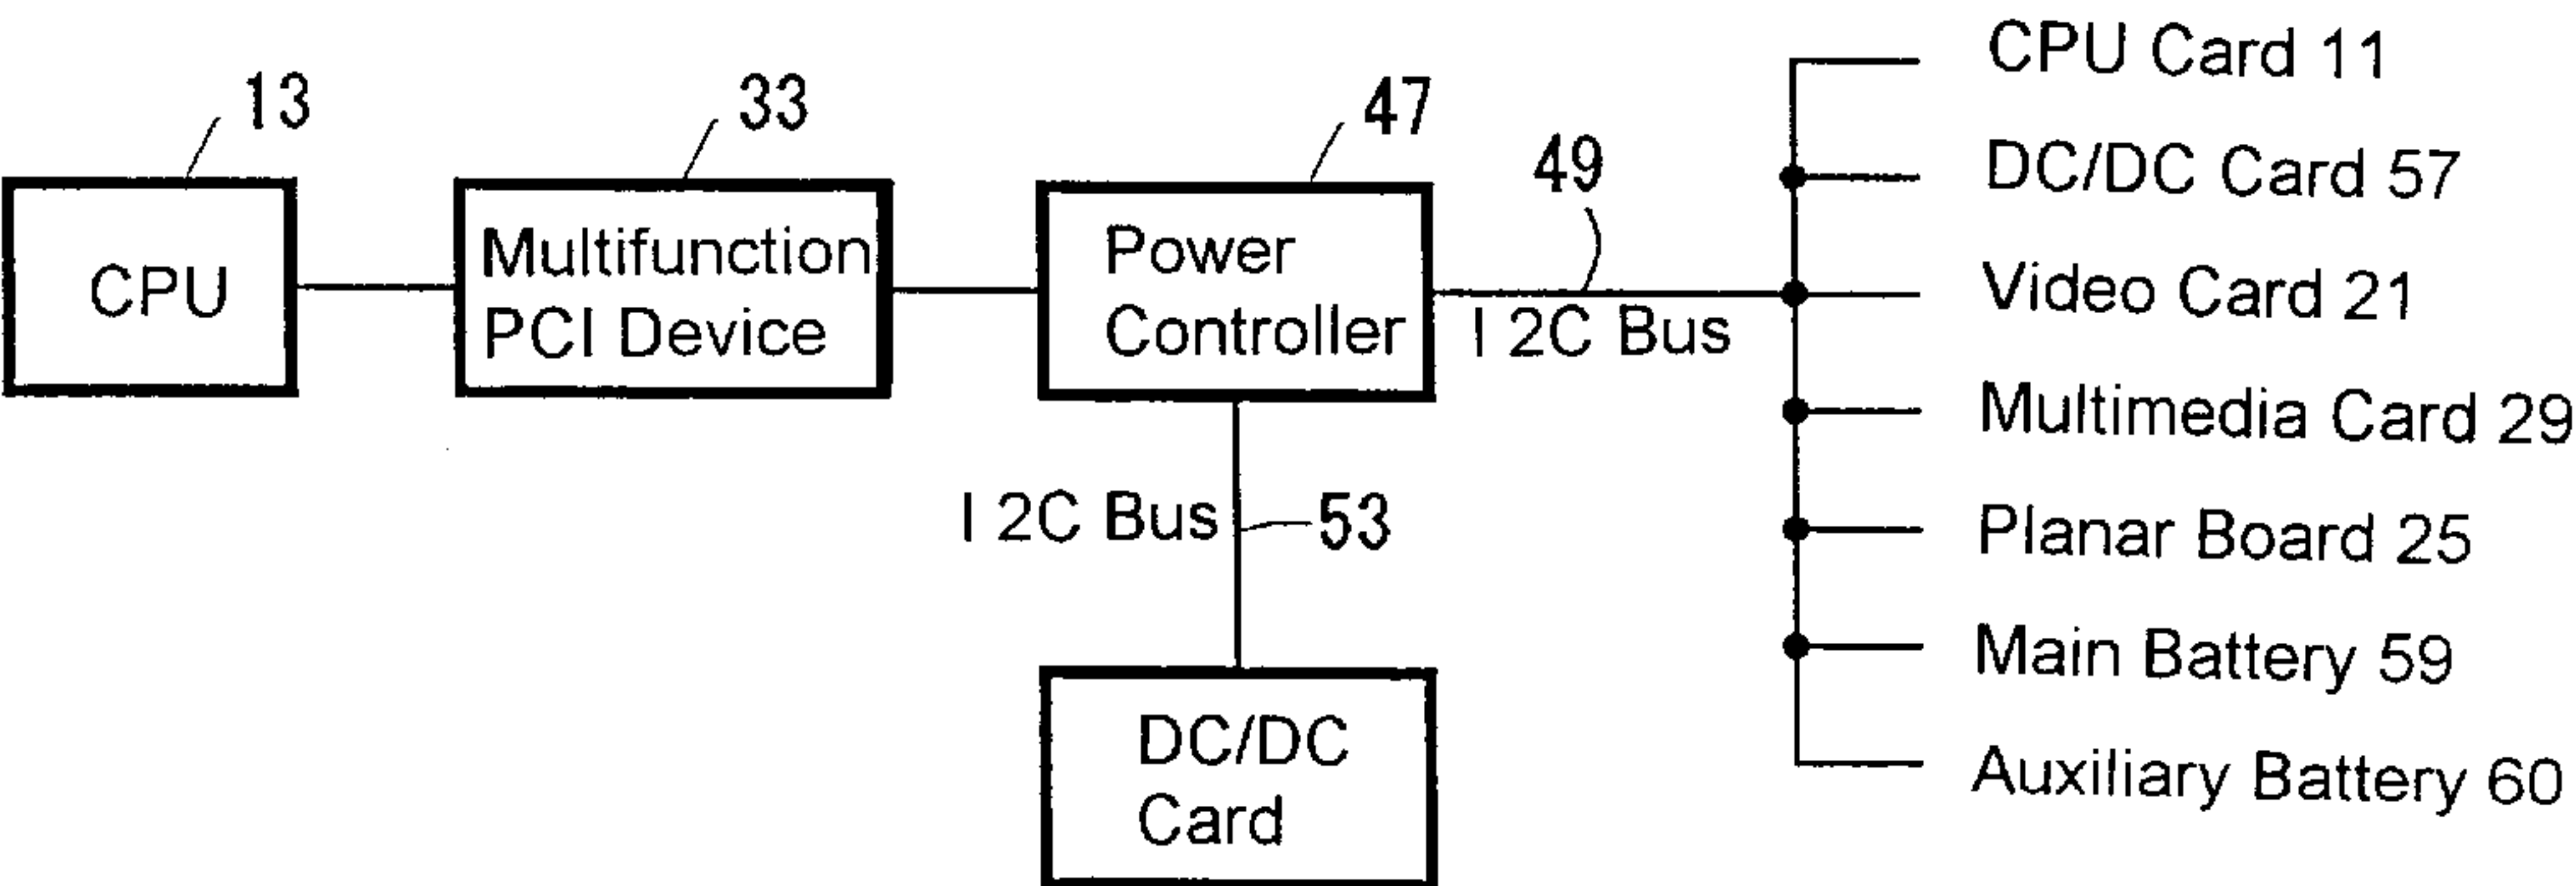 13
33
47
49
CPU
Multifunction
PCI Device
Power
Controller
I 2C Bus
CPU Card 11
DC/DC Card 57
Video Card 21
Multimedia Card 29
Planar Board 25
Main Battery 59
Auxiliary Battery 60
I 2C Bus
53
DC/DC
Card